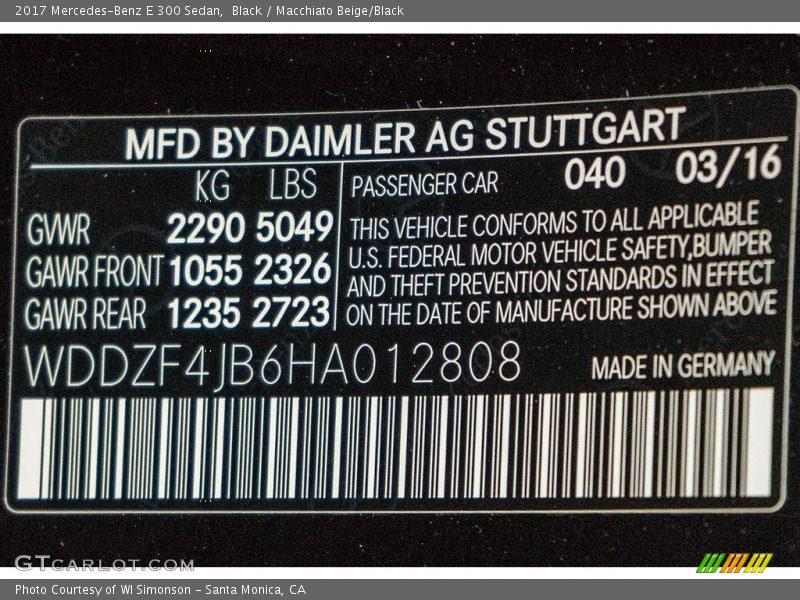 2017 Mercedes-Benz E 300 Sedan, Black / Macchiato Beige/Black
MFD BY DAIMLER AG STUTTGART
KG LBS
GVWR 2290 5049
GAWR FRONT 1055 2326
GAWR REAR 1235 2723
PASSENGER CAR 040 03/16
THIS VEHICLE CONFORMS TO ALL APPLICABLE
U.S. FEDERAL MOTOR VEHICLE SAFETY,BUMPER
AND THEFT PREVENTION STANDARDS IN EFFECT
ON THE DATE OF MANUFACTURE SHOWN ABOVE
WDDZF4JB6HA012808
MADE IN GERMANY
GTCARLOT.COM
Photo Courtesy of WI Simonson - Santa Monica, CA